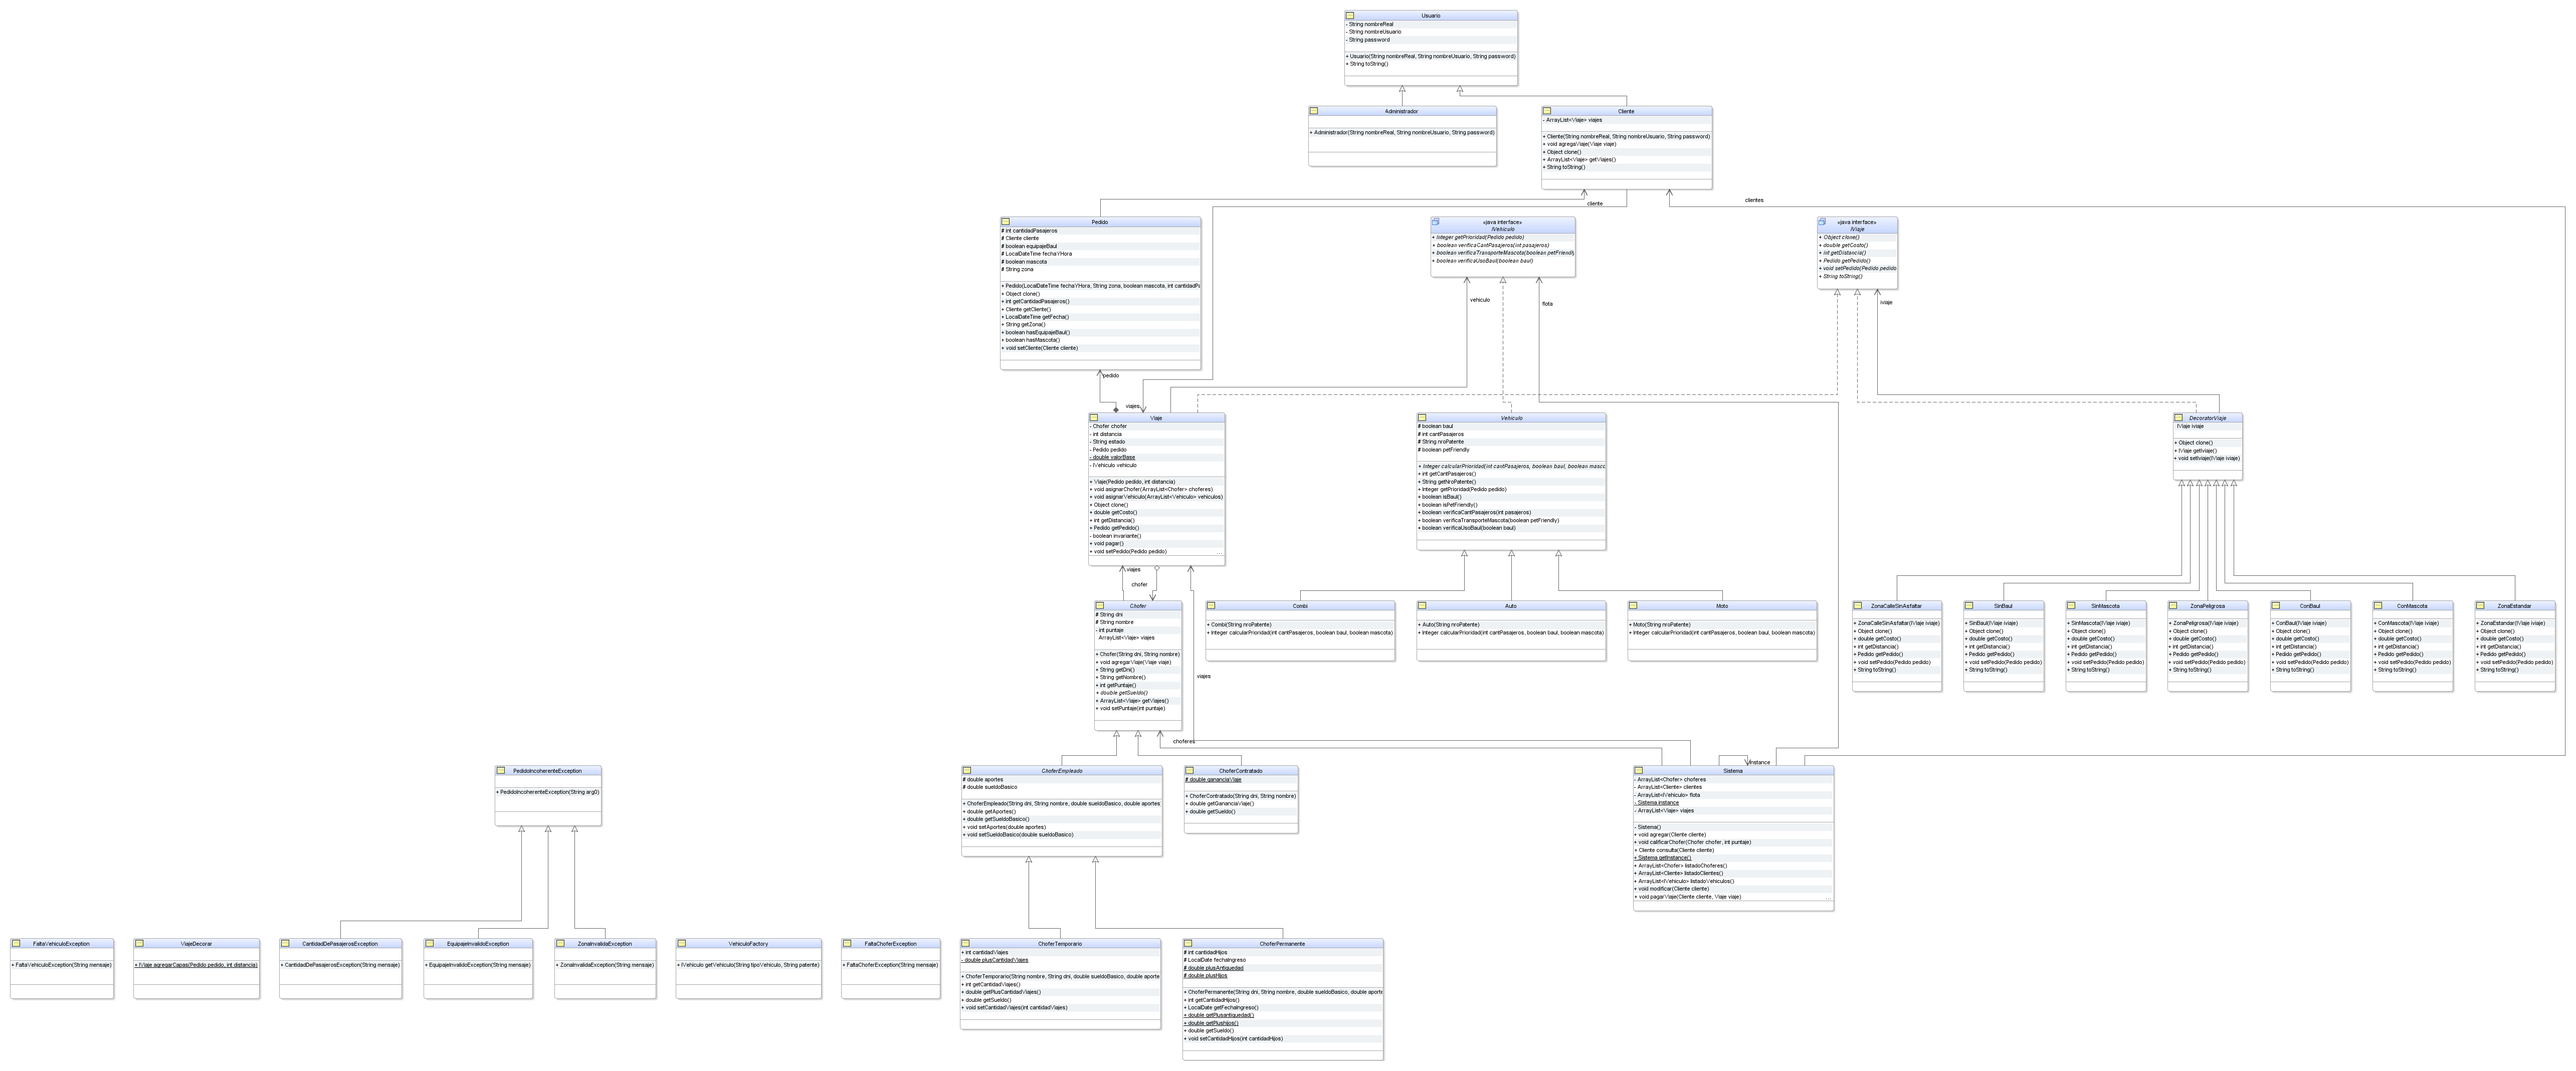 Usuario
- String nombreReal
- String nombreUsuario
- String password
+ Usuario(String nombreReal, String nombreUsuario, String password)
+ String toString()
Administrador
+ Administrador(String nombreReal, String nombreUsuario, String password)
Cliente
- ArrayList<Viaje> viajes
+ Cliente(String nombreReal, String nombreUsuario, String password)
+ void agregaViaje(Viaje viaje)
+ Object clone()
+ ArrayList<Viaje> getViajes()
+ String toString()
cliente
clientes
Pedido
# int cantidadPasajeros
# Cliente cliente
# boolean equipajeBaul
# LocalDateTime fechaYHora
# boolean mascota
# String zona
+ Pedido(LocalDateTime fechaYHora, String zona, boolean mascota, int cantidadPa
+ Object clone()
+ int getCantidadPasajeros()
+ Cliente getCliente()
+ LocalDateTime getFecha()
+ String getZona()
+ boolean hasEquipajeBaul()
+ boolean hasMascota()
+ void setCliente(Cliente cliente)
«java interface»
IVehiculo
+ Integer getPrioridad(Pedido pedido)
+ boolean verificaCantPasajeros(int pasajeros)
+ boolean verificaTransporteMascota(boolean petFriendly)
+ boolean verificaUsoBaul(boolean baul)
«java interface»
IViaje
+ Object clone()
+ double getCosto()
+ int getDistancia()
+ Pedido getPedido()
+ void setPedido(Pedido pedido
+ String toString()
vehiculo
flota
iviaje
pedido
viajes
Viaje
- Chofer chofer
- int distancia
- String estado
- Pedido pedido
- double valorBase
- IVehiculo vehiculo
+ Viaje(Pedido pedido, int distancia)
+ void asignarChofer(ArrayList<Chofer> choferes)
+ void asignarVehiculo(ArrayList<IVehiculo> vehiculos)
+ Object clone()
+ double getCosto()
+ int getDistancia()
+ Pedido getPedido()
- boolean invariante()
+ void pagar()
+ void setPedido(Pedido pedido) ...
Vehiculo
# boolean baul
# int cantPasajeros
# String nroPatente
# boolean petFriendly
+ Integer calcularPrioridad(int cantPasajeros, boolean baul, boolean masco
+ int getCantPasajeros()
+ String getNroPatente()
+ Integer getPrioridad(Pedido pedido)
+ boolean isBaul()
+ boolean isPetFriendly()
+ boolean verificaCantPasajeros(int pasajeros)
+ boolean verificaTransporteMascota(boolean petFriendly)
+ boolean verificaUsoBaul(boolean baul)
DecoratorViaje
IViaje iviaje
+ Object clone()
+ IViaje getIviaje()
+ void setIviaje(IViaje iviaje)
viajes
chofer
Chofer
# String dni
# String nombre
- int puntaje
ArrayList<Viaje> viajes
+ Chofer(String dni, String nombre)
+ void agregarViaje(Viaje viaje)
+ String getDni()
+ String getNombre()
+ int getPuntaje()
+ double getSueldo()
+ ArrayList<Viaje> getViajes()
+ void setPuntaje(int puntaje)
Combi
+ Combi(String nroPatente)
+ Integer calcularPrioridad(int cantPasajeros, boolean baul, boolean mascota)
Auto
+ Auto(String nroPatente)
+ Integer calcularPrioridad(int cantPasajeros, boolean baul, boolean mascota)
Moto
+ Moto(String nroPatente)
+ Integer calcularPrioridad(int cantPasajeros, boolean baul, boolean mascota)
ZonaCalleSinAsfaltar
+ ZonaCalleSinAsfaltar(IViaje iviaje)
+ Object clone()
+ double getCosto()
+ int getDistancia()
+ Pedido getPedido()
+ void setPedido(Pedido pedido)
+ String toString()
SinBaul
+ SinBaul(IViaje iviaje)
+ Object clone()
+ double getCosto()
+ int getDistancia()
+ Pedido getPedido()
+ void setPedido(Pedido pedido)
+ String toString()
SinMascota
+ SinMascota(IViaje iviaje)
+ Object clone()
+ double getCosto()
+ int getDistancia()
+ Pedido getPedido()
+ void setPedido(Pedido pedido)
+ String toString()
ZonaPeligrosa
+ ZonaPeligrosa(IViaje iviaje)
+ Object clone()
+ double getCosto()
+ int getDistancia()
+ Pedido getPedido()
+ void setPedido(Pedido pedido)
+ String toString()
ConBaul
+ ConBaul(IViaje iviaje)
+ Object clone()
+ double getCosto()
+ int getDistancia()
+ Pedido getPedido()
+ void setPedido(Pedido pedido)
+ String toString()
ConMascota
+ ConMascota(IViaje iviaje)
+ Object clone()
+ double getCosto()
+ int getDistancia()
+ Pedido getPedido()
+ void setPedido(Pedido pedido)
+ String toString()
ZonaEstandar
+ ZonaEstandar(IViaje iviaje)
+ Object clone()
+ double getCosto()
+ int getDistancia()
+ Pedido getPedido()
+ void setPedido(Pedido pedido)
+ String toString()
viajes
choferes
instance
PedidoIncoherenteException
+ PedidoIncoherenteException(String arg0)
ChoferEmpleado
# double aportes
# double sueldoBasico
+ ChoferEmpleado(String dni, String nombre, double sueldoBasico, double aportes
+ double getAportes()
+ double getSueldoBasico()
+ void setAportes(double aportes)
+ void setSueldoBasico(double sueldoBasico)
ChoferContratado
# double gananciaViaje
+ ChoferContratado(String dni, String nombre)
+ double getGananciaViaje()
+ double getSueldo()
Sistema
- ArrayList<Chofer> choferes
- ArrayList<Cliente> clientes
- ArrayList<IVehiculo> flota
- Sistema instance
- ArrayList<Viaje> viajes
- Sistema()
+ void agregar(Cliente cliente)
+ void calificarChofer(Chofer chofer, int puntaje)
+ Cliente consulta(Cliente cliente)
+ Sistema getInstance()
+ ArrayList<Chofer> listadoChoferes()
+ ArrayList<Cliente> listadoClientes()
+ ArrayList<IVehiculo> listadoVehiculos()
+ void modificar(Cliente cliente)
+ void pagarViaje(Cliente cliente, Viaje viaje) ...
FaltaVehiculoException
+ FaltaVehiculoException(String mensaje)
ViajeDecorar
+ IViaje agregarCapas(Pedido pedido, int distancia)
CantidadDePasajerosException
+ CantidadDePasajerosException(String mensaje)
EquipajeInvalidoException
+ EquipajeInvalidoException(String mensaje)
ZonaInvalidaException
+ ZonaInvalidaException(String mensaje)
VehiculoFactory
+ IVehiculo getVehiculo(String tipoVehiculo, String patente)
FaltaChoferException
+ FaltaChoferException(String mensaje)
ChoferTemporario
+ int cantidadViajes
- double plusCantidadViajes
+ ChoferTemporario(String nombre, String dni, double sueldoBasico, double aporte
+ int getCantidadViajes()
+ double getPlusCantidadViajes()
+ double getSueldo()
+ void setCantidadViajes(int cantidadViajes)
ChoferPermanente
# int cantidadHijos
# LocalDate fechaIngreso
# double plusAntiguedad
# double plusHijos
+ ChoferPermanente(String dni, String nombre, double sueldoBasico, double aporte
+ int getCantidadHijos()
+ LocalDate getFechaIngreso()
+ double getPlusantiguedad()
+ double getPlushijos()
+ double getSueldo()
+ void setCantidadHijos(int cantidadHijos)